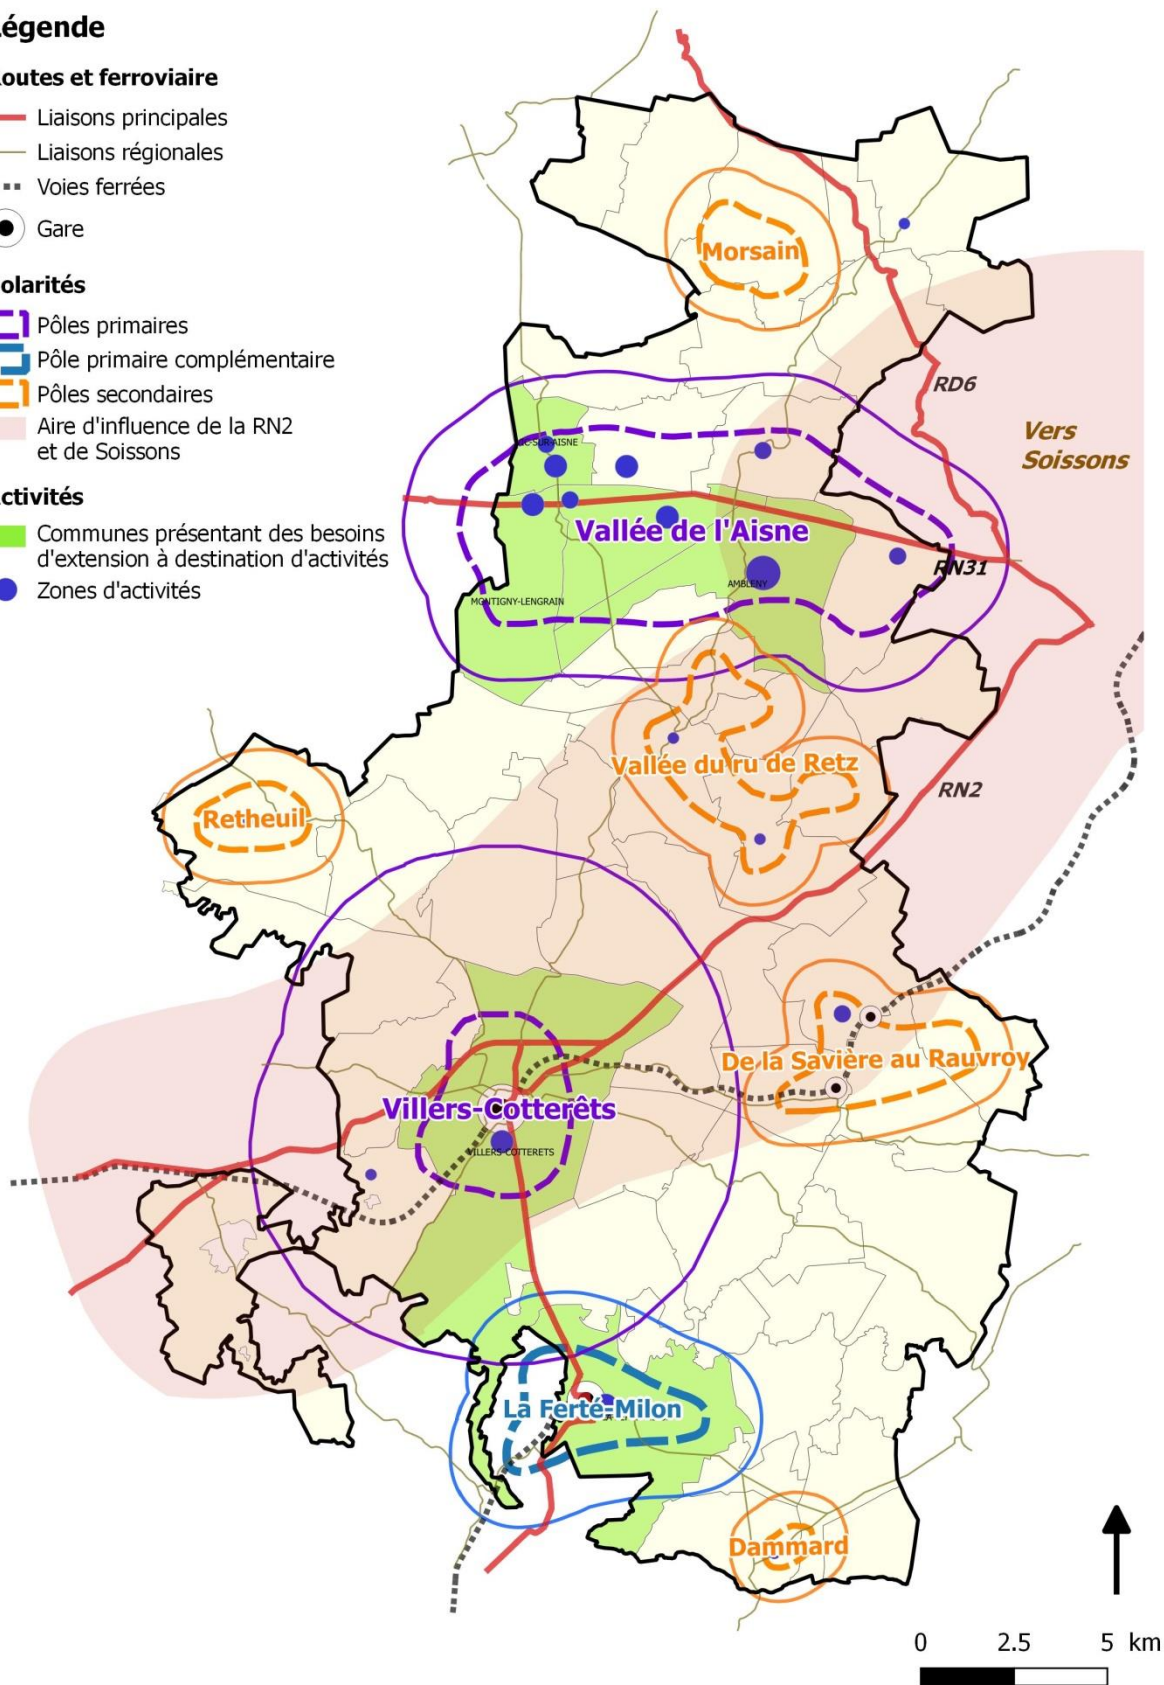 égende
outes et ferroviaire
Liaisons principales
Liaisons régionales
Voies ferrées
Gare
olarités
Pôles primaires
Pôle primaire complémentaire
Pôles secondaires
Aire d'influence de la RN2
et de Soissons
ctivités
Communes présentant des besoins
d'extension à destination d'activités
Zones d'activités
Morsain
RD6
Vers
Soissons
IC-SUR-AISNE
Vallée de l'Aisne
RN31
AMBLENY
MONTIGNY-LENGRAIN
Vallée du ru de Retz
RN2
Retheuil
De la Savière au Rauvroy
Villers-Cotterêts
VILLERS-COTTERETS
La Ferté-Milon
Dammard
0 2.5 5 km